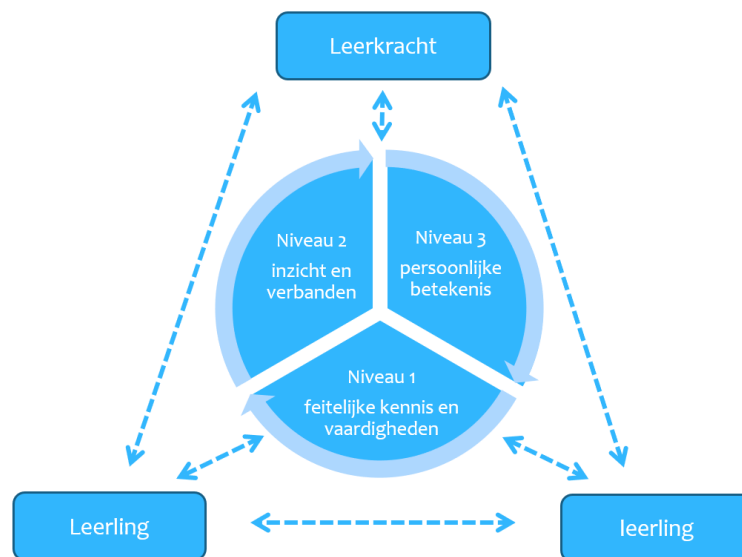 Leerkracht
Niveau 2
inzicht en
verbanden
Niveau 3
persoonlijke
betekenis
Niveau 1
feitelijke kennis en
vaardigheden
Leerling
leerling